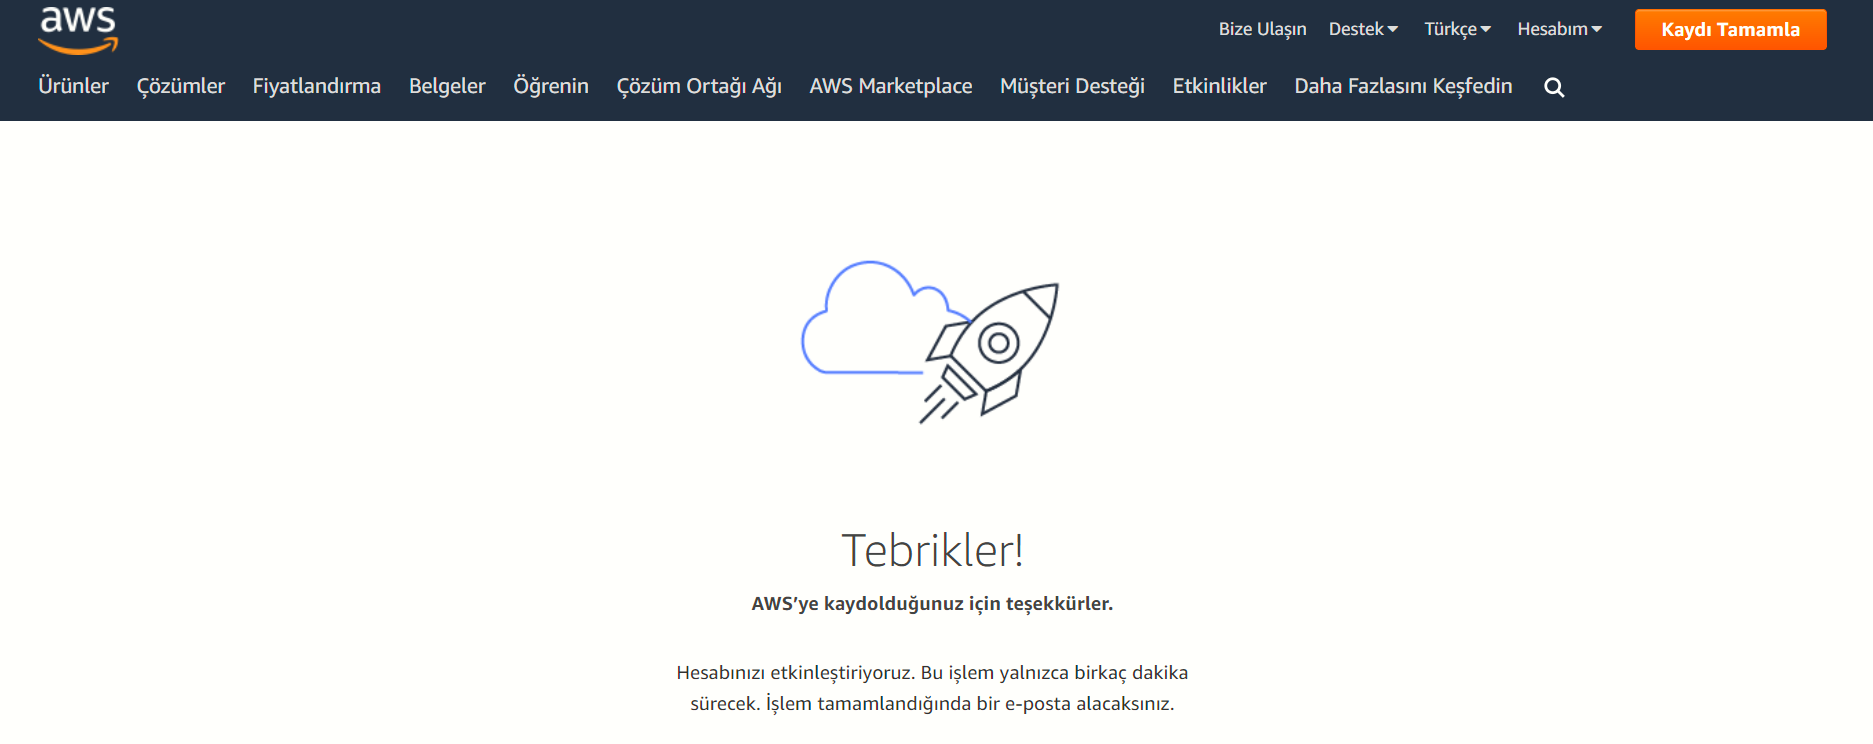 aws
Bize Ulaşın Destek Türkçe Hesabım Kaydı Tamamla
Ürünler Çözümler Fiyatlandırma Belgeler Öğrenin Çözüm Ortağı Ağı AWS Marketplace Müşteri Desteği Etkinlikler Daha Fazlasını Keşfedin
Tebrikler!
AWS’ye kaydolduğunuz için teşekkürler.
Hesabınızı etkinleştiriyoruz. Bu işlem yalnızca birkaç dakika
sürecek. İşlem tamamlandığında bir e-posta alacaksınız.